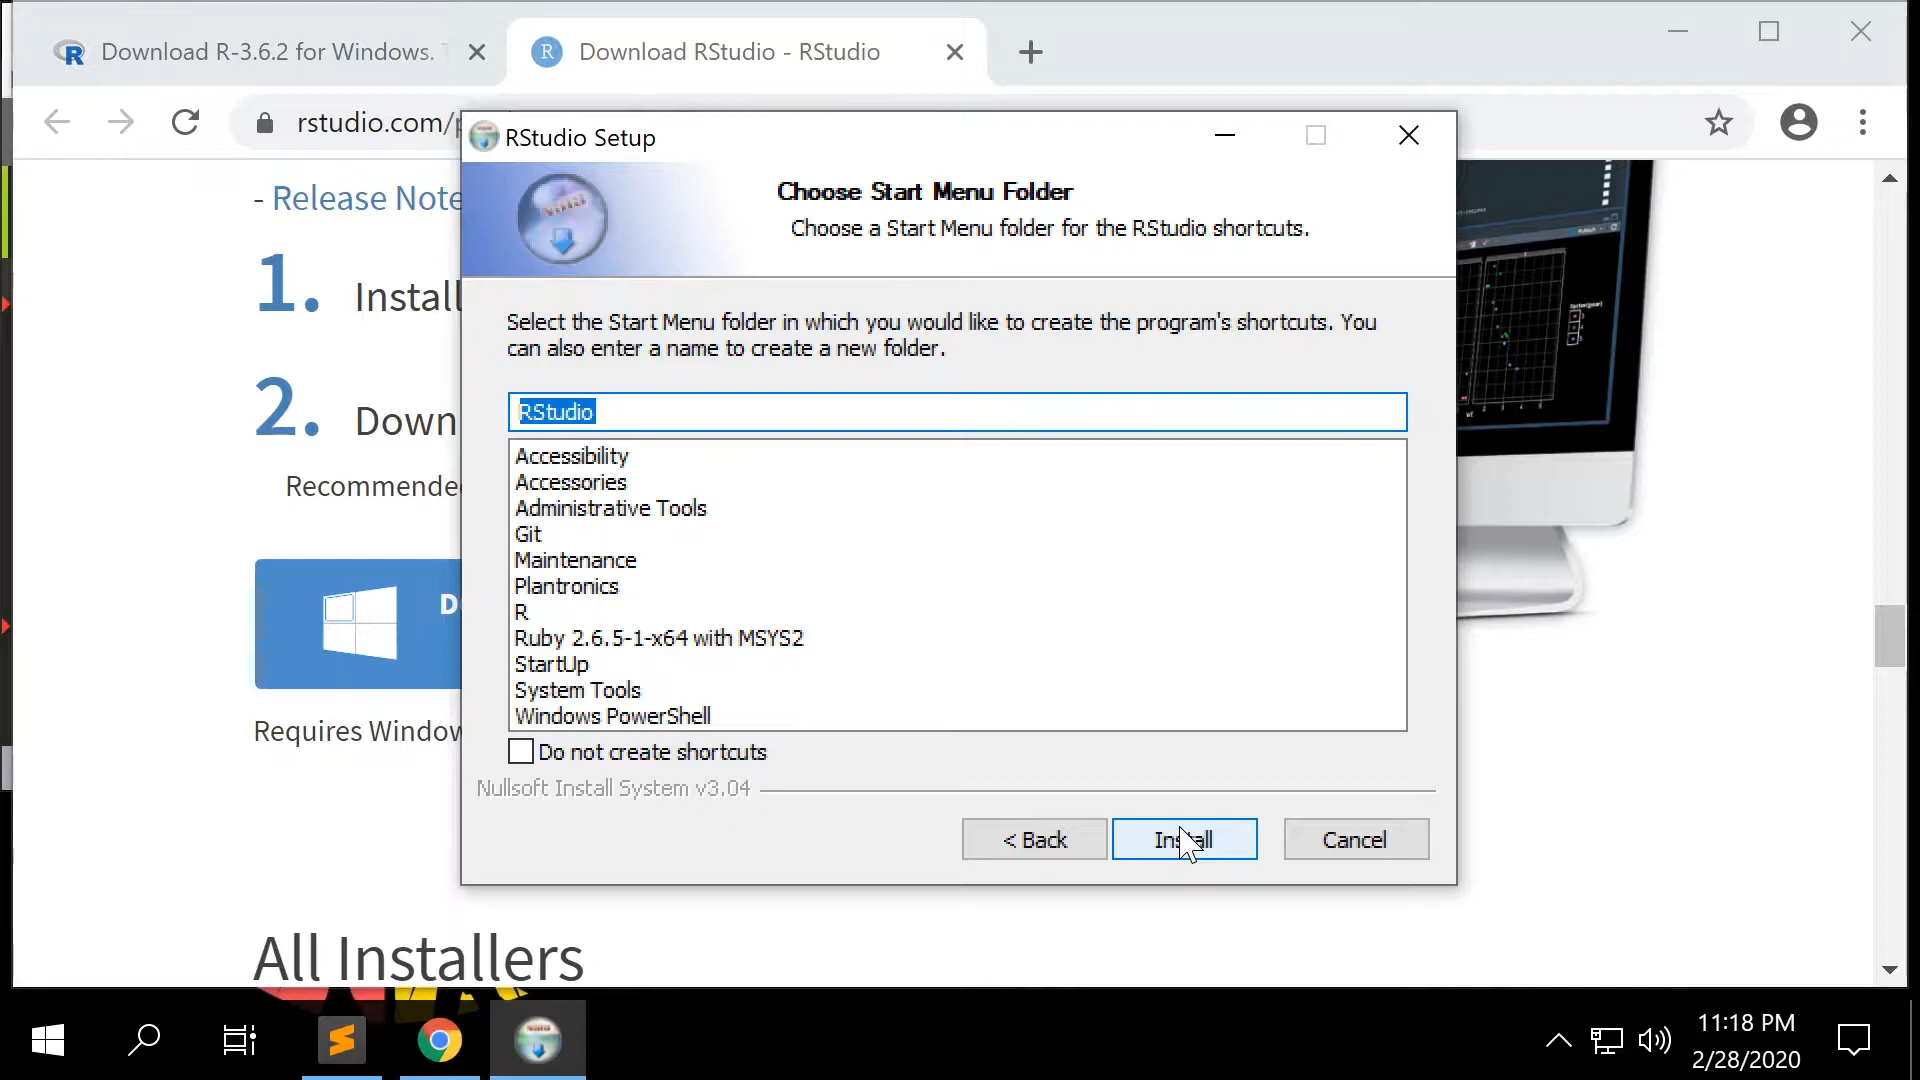 Download R-3.6.2 for Windows.
Download RStudio - RStudio
rstudio.com/
RStudio Setup
Choose Start Menu Folder
Choose a Start Menu folder for the RStudio shortcuts.
- Release Note
1. Install
2. Down
Recommende
Requires Window
Select the Start Menu folder in which you would like to create the program's shortcuts. You
can also enter a name to create a new folder.
RStudio
Accessibility
Accessories
Administrative Tools
Git
Maintenance
Plantronics
R
Ruby 2.6.5-1-x64 with MSYS2
StartUp
System Tools
Windows PowerShell
Do not create shortcuts
Nullsoft Install System v3.04
< Back
Install
Cancel
All Installers
11:18 PM
2/28/2020